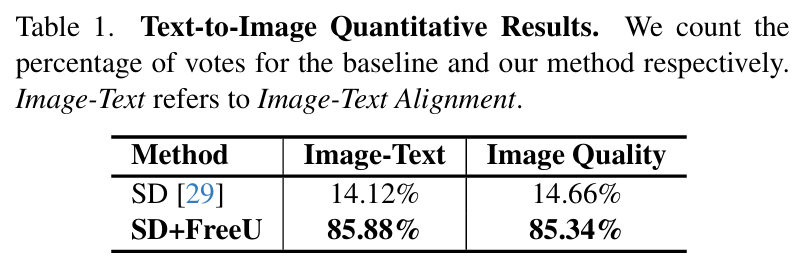 Table 1. Text-to-Image Quantitative Results. We count the
percentage of votes for the baseline and our method respectively.
Image-Text refers to Image-Text Alignment.
Method Image-Text Image Quality
SD [29] 14.12% 14.66%
SD+FreeU 85.88% 85.34%